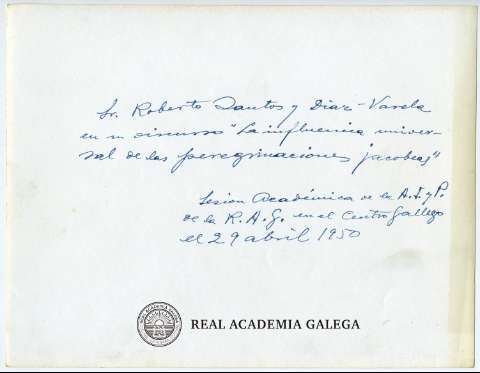 Sr. Roberto Santos y Diaz-Varela
en su discurso "La influencia univer-
sal de las peregrinaciones jacobeas"
Sesion Académica de la A. I. y P.
de la R. A. G. en el Centro Gallego
el 29 abril 1950
REAL ACADEMIA GALEGA